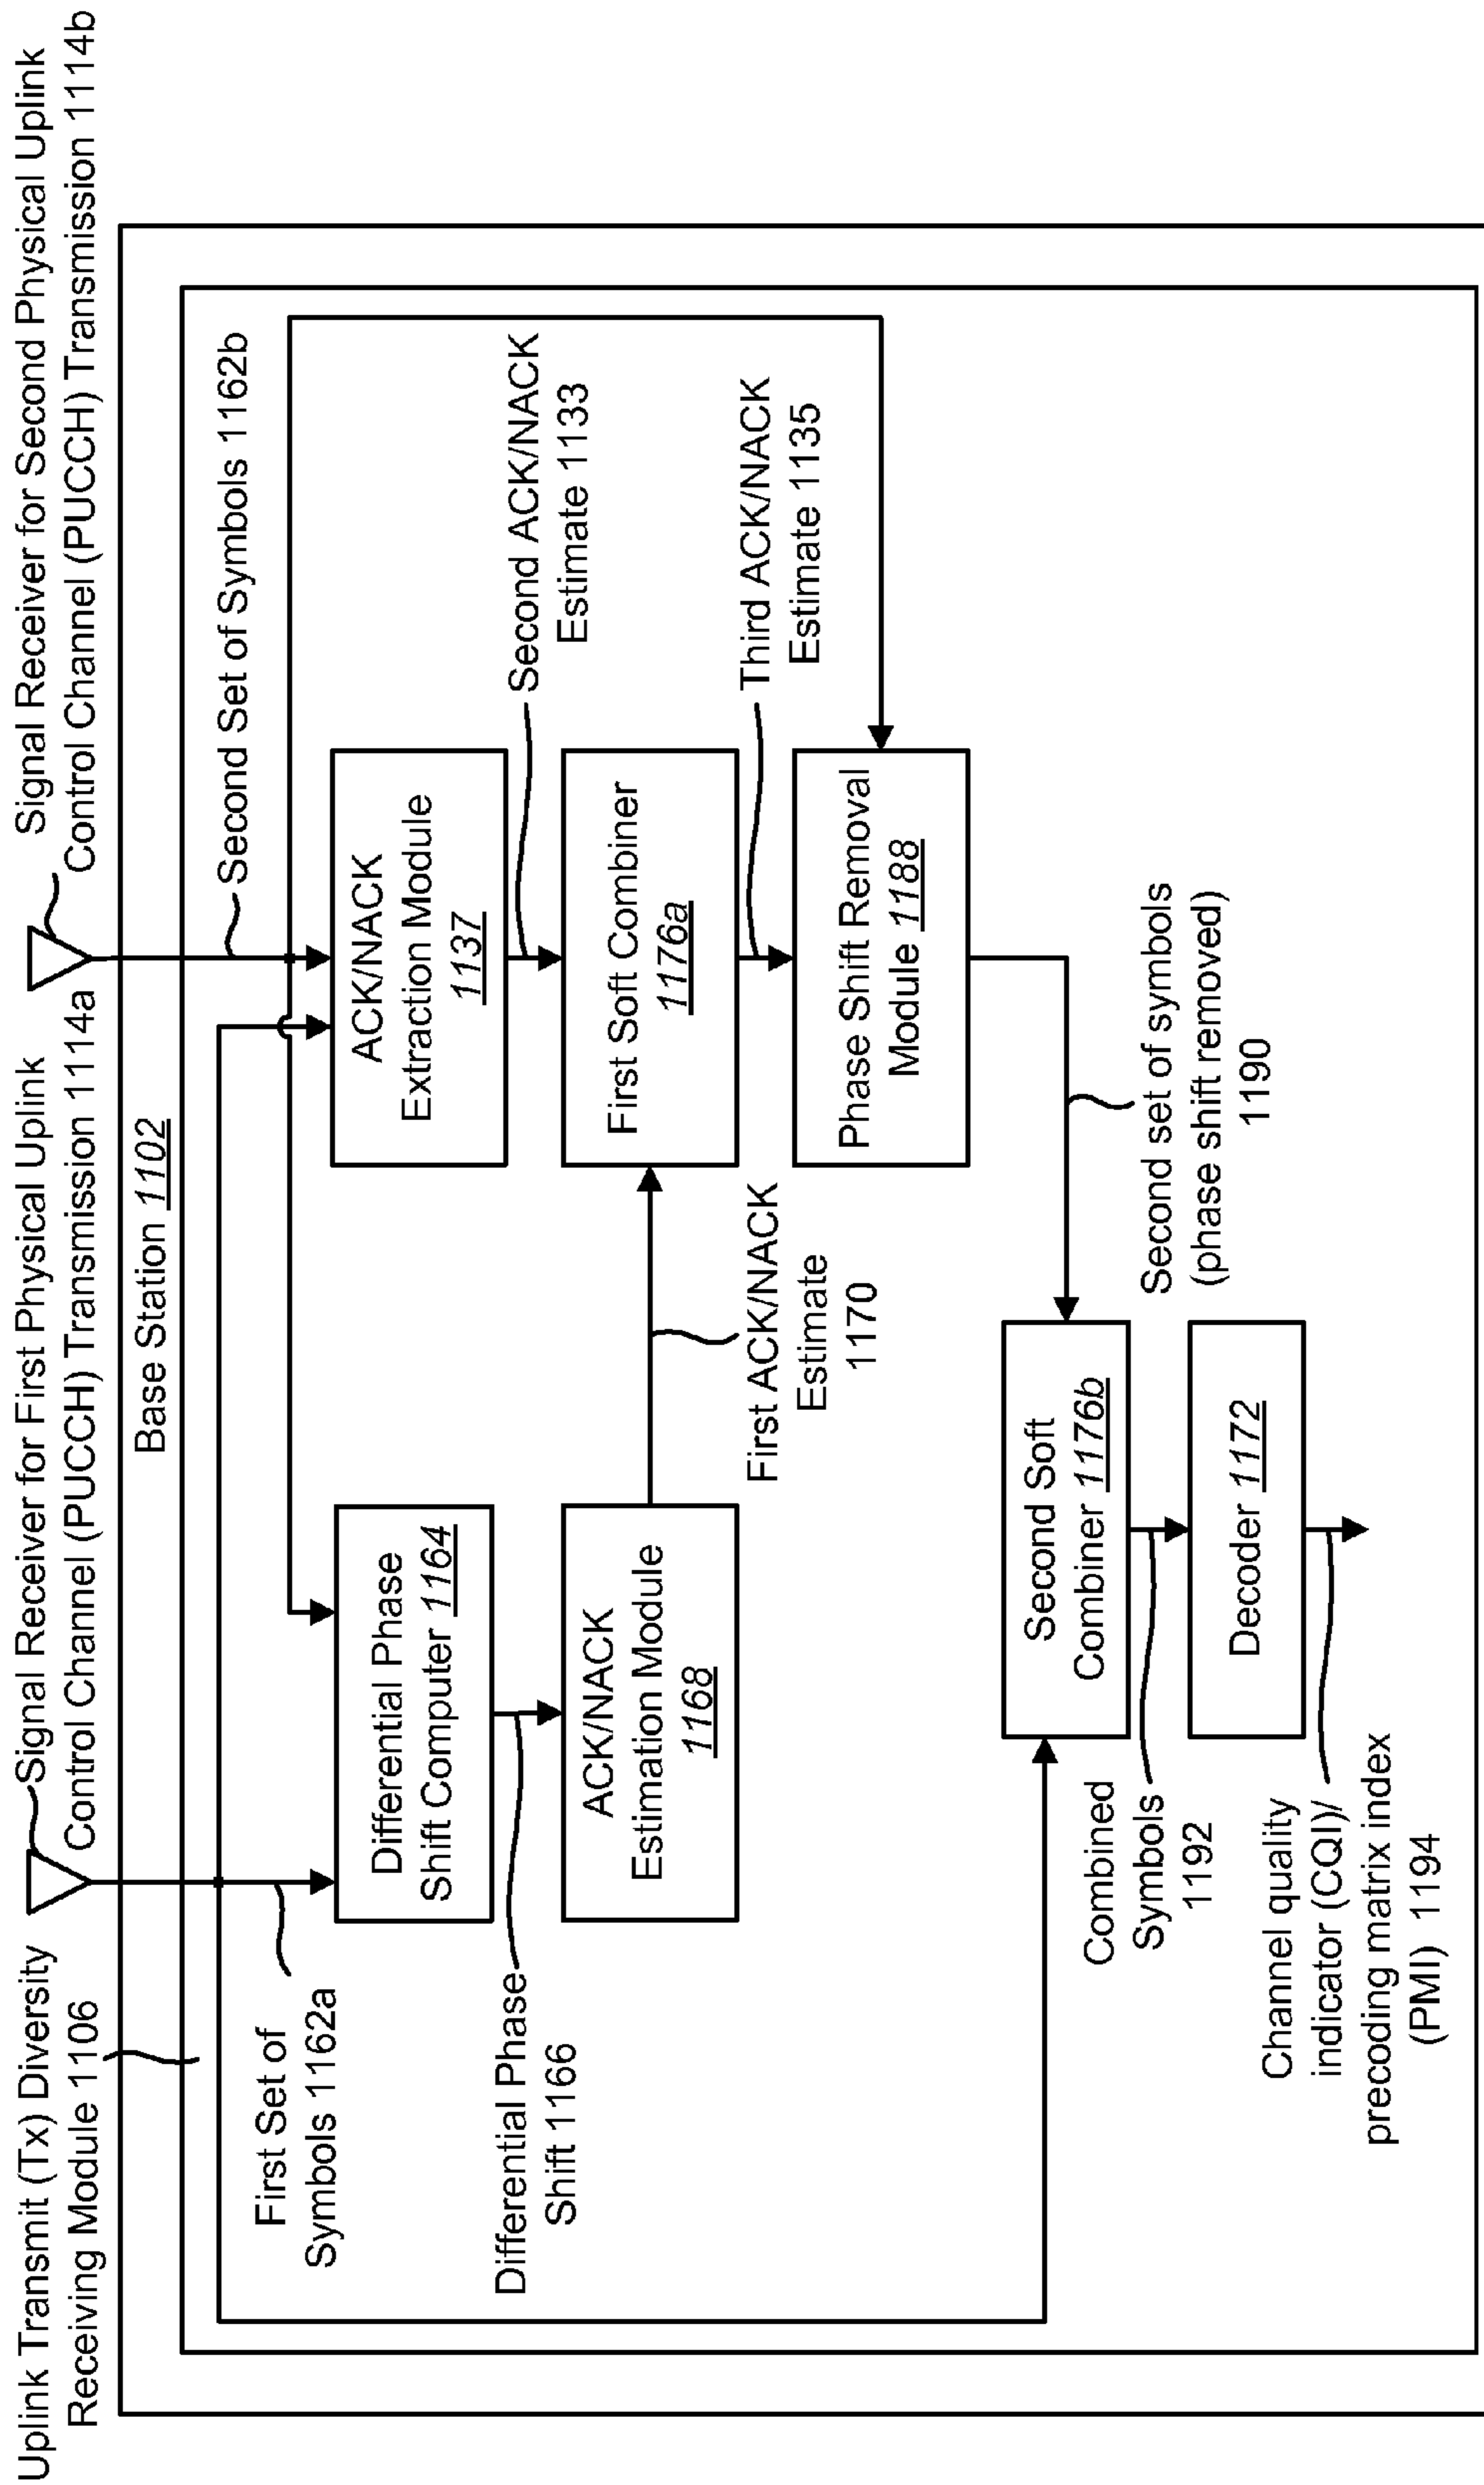 Uplink Transmit (Tx) Diversity
Receiving Module 1106
Signal Receiver for First Physical Uplink
Control Channel (PUCCH) Transmission 1114a
Signal Receiver for Second Physical Uplink
Control Channel (PUCCH) Transmission 1114b
Base Station 1102
First Set of
Symbols 1162a
Second Set of Symbols 1162b
Differential Phase
Shift Computer 1164
ACK/NACK
Extraction Module
1137
Differential Phase
Shift 1166
Second ACK/NACK
Estimate 1133
ACK/NACK
Estimation Module
1168
First Soft Combiner
1176a
First ACK/NACK
Estimate
1170
Third ACK/NACK
Estimate 1135
Phase Shift Removal
Module 1188
Second Soft
Combiner 1176b
Second set of symbols
(phase shift removed)
1190
Combined
Symbols
1192
Decoder 1172
Channel quality
indicator (CQI)/
precoding matrix index
(PMI) 1194